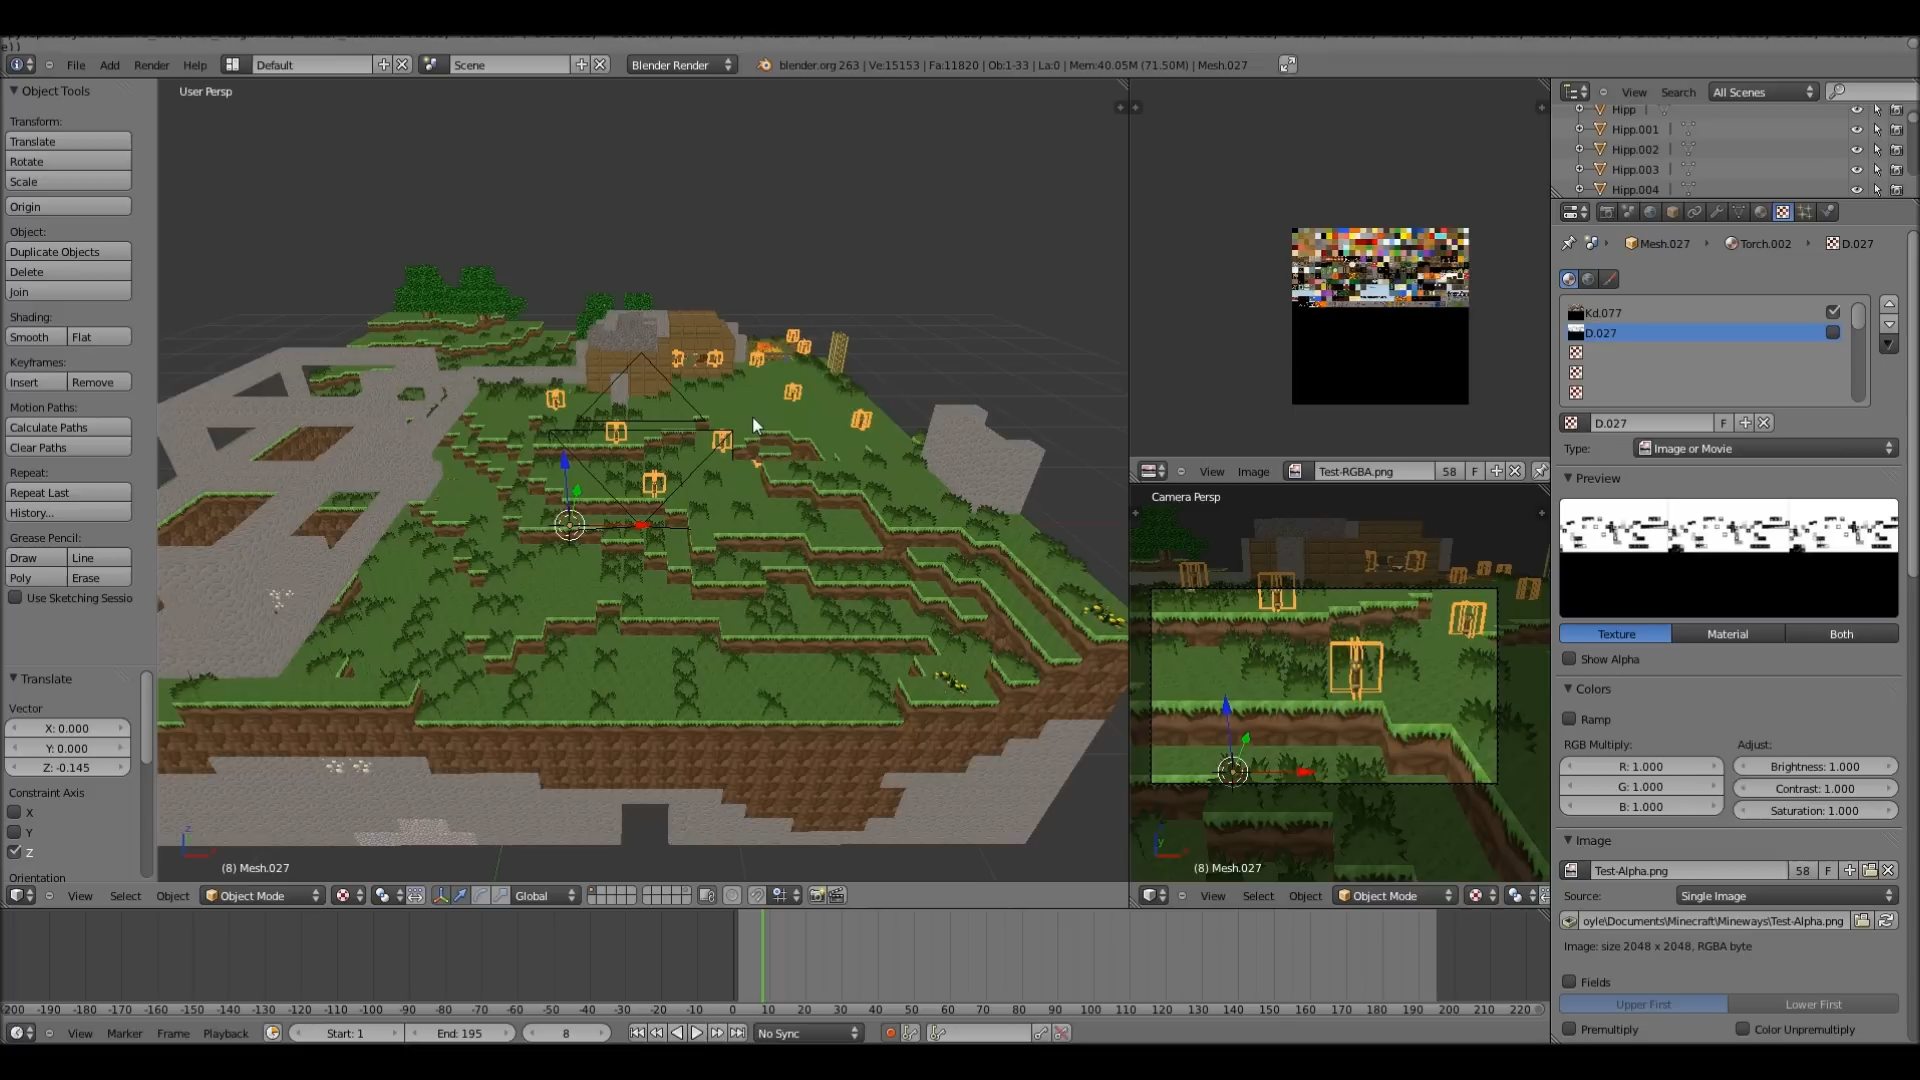 e))
File Add Render Help Default Scene Blender Render blender.org 263 | Ve:15153 | Fa:11820 | Ob:1-33 | La:0 | Mem:40.05M (71.50M) | Mesh.027
Object Tools
Transform:
Translate
Rotate
Scale
Origin
Object:
Duplicate Objects
Delete
Join
Shading:
Smooth Flat
Keyframes:
Insert Remove
Motion Paths:
Calculate Paths
Clear Paths
Repeat:
Repeat Last
History...
Grease Pencil:
Draw Line
Poly Erase
Use Sketching Sessio
Translate
Vector
X: 0.000
Y: 0.000
Z: -0.145
Constraint Axis
X
Y
Z
Orientation
User Persp
(8) Mesh.027
View Select Object Object Mode Global
View Image Test-RGBA.png 58 F
Camera Persp
(8) Mesh.027
View Select Object Object Mode
View Search All Scenes
Hipp
Hipp.001
Hipp.002
Hipp.003
Hipp.004
Mesh.027 Torch.002 D.027
Kd.077
D.027
D.027 F
Type: Image or Movie
Preview
Texture Material Both
Show Alpha
Colors
Ramp
RGB Multiply: Adjust:
R: 1.000 Brightness: 1.000
G: 1.000 Contrast: 1.000
B: 1.000 Saturation: 1.000
Image
Test-Alpha.png 58 F
Source: Single Image
oyle\Documents\Minecraft\Mineways\Test-Alpha.png
Image: size 2048 x 2048, RGBA byte
Fields
Upper First Lower First
Premultiply Color Unpremultiply
-200 -190 -180 -170 -160 -150 -140 -130 -120 -110 -100 -90 -80 -70 -60 -50 -40 -30 -20 -10 0 10 20 30 40 50 60 70 80 90 100 110 120 130 140 150 160 170 180 190 200 210 220
View Marker Frame Playback Start: 1 End: 195 8 No Sync